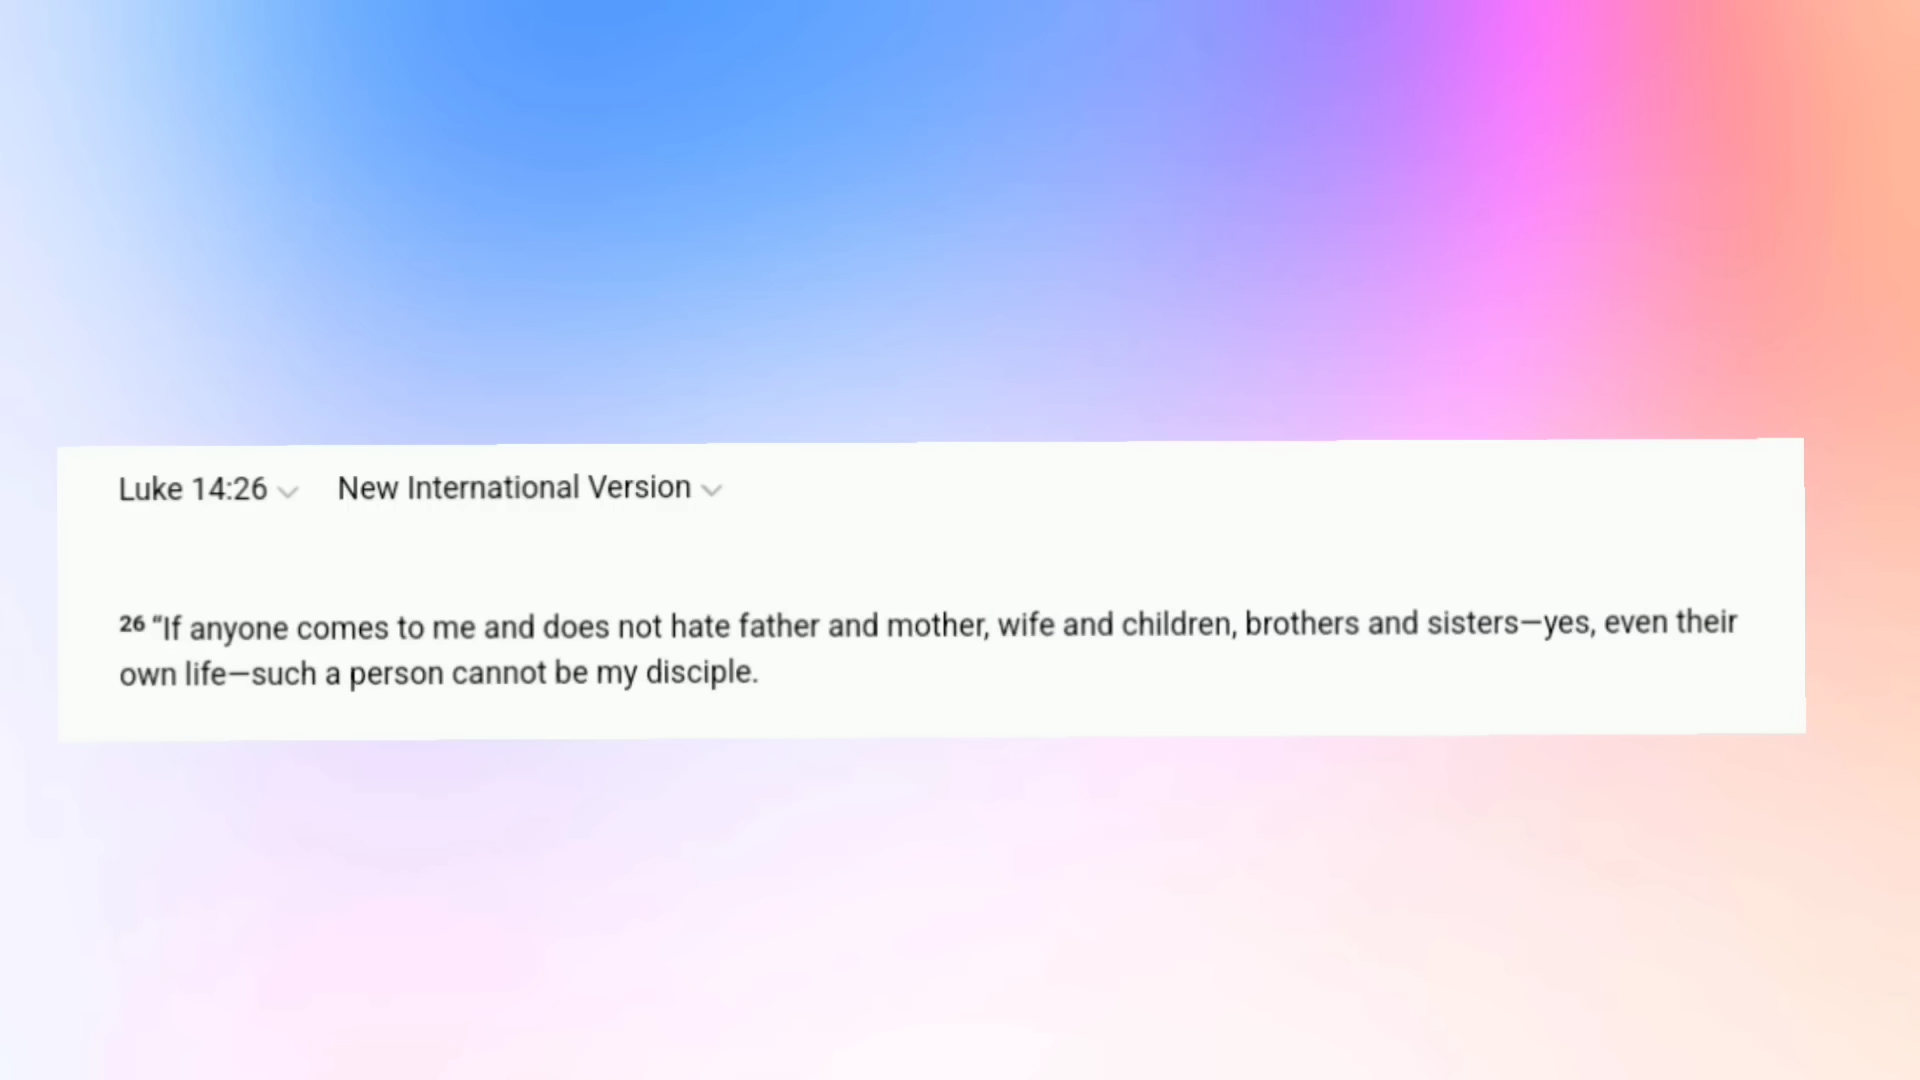 Luke 14:26 New International Version
26 “If anyone comes to me and does not hate father and mother, wife and children, brothers and sisters—yes, even their
own life—such a person cannot be my disciple.